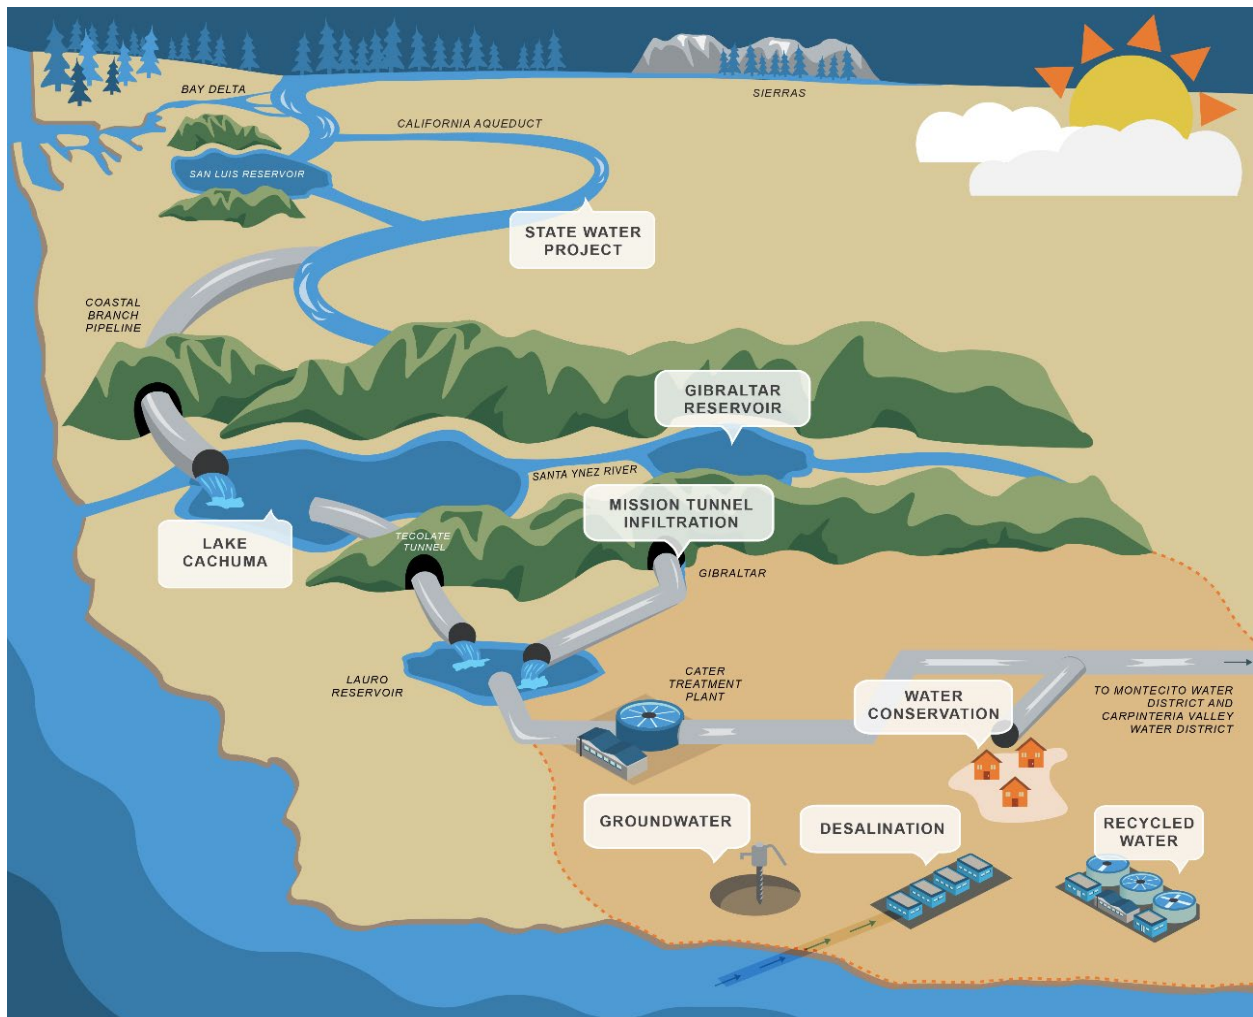 BAY DELTA
SIERRAS
CALIFORNIA AQUEDUCT
SAN LUIS RESERVOIR
STATE WATER
PROJECT
COASTAL
BRANCH
PIPELINE
GIBRALTAR
RESERVOIR
SANTA YNEZ RIVER
MISSION TUNNEL
INFILTRATION
LAKE
CACHUMA
TECOLATE
TUNNEL
GIBRALTAR
LAURO
RESERVOIR
CATER
TREATMENT
PLANT
WATER
CONSERVATION
TO MONTECITO WATER
DISTRICT AND
CARPINTERIA VALLEY
WATER DISTRICT
GROUNDWATER
DESALINATION
RECYCLED
WATER